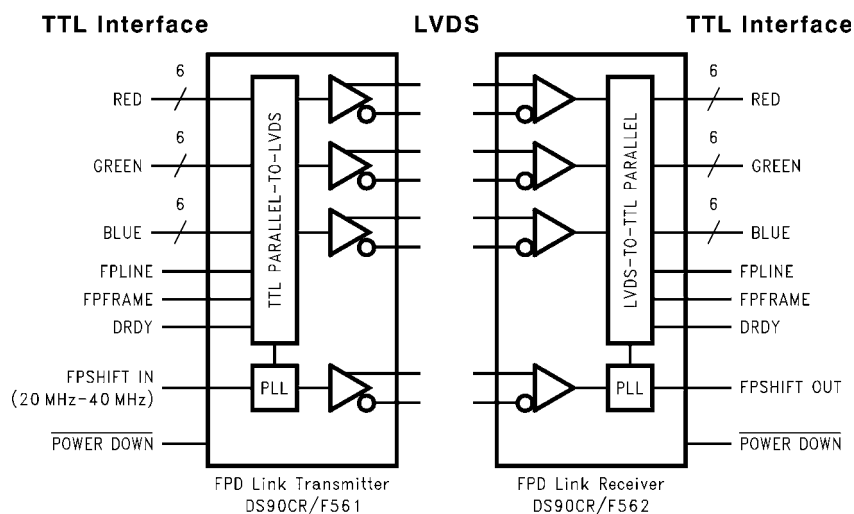 TTL Interface
LVDS
TTL Interface
6
RED
6
GREEN
6
BLUE
FPLINE
FPFRAME
DRDY
FPSHIFT IN
(20 MHz-40 MHz)
POWER DOWN
TTL PARALLEL-TO-LVDS
PLL
FPD Link Transmitter
DS90CR/F561
LVDS-TO-TTL PARALLEL
PLL
6
RED
6
GREEN
6
BLUE
FPLINE
FPFRAME
DRDY
FPSHIFT OUT
POWER DOWN
FPD Link Receiver
DS90CR/F562